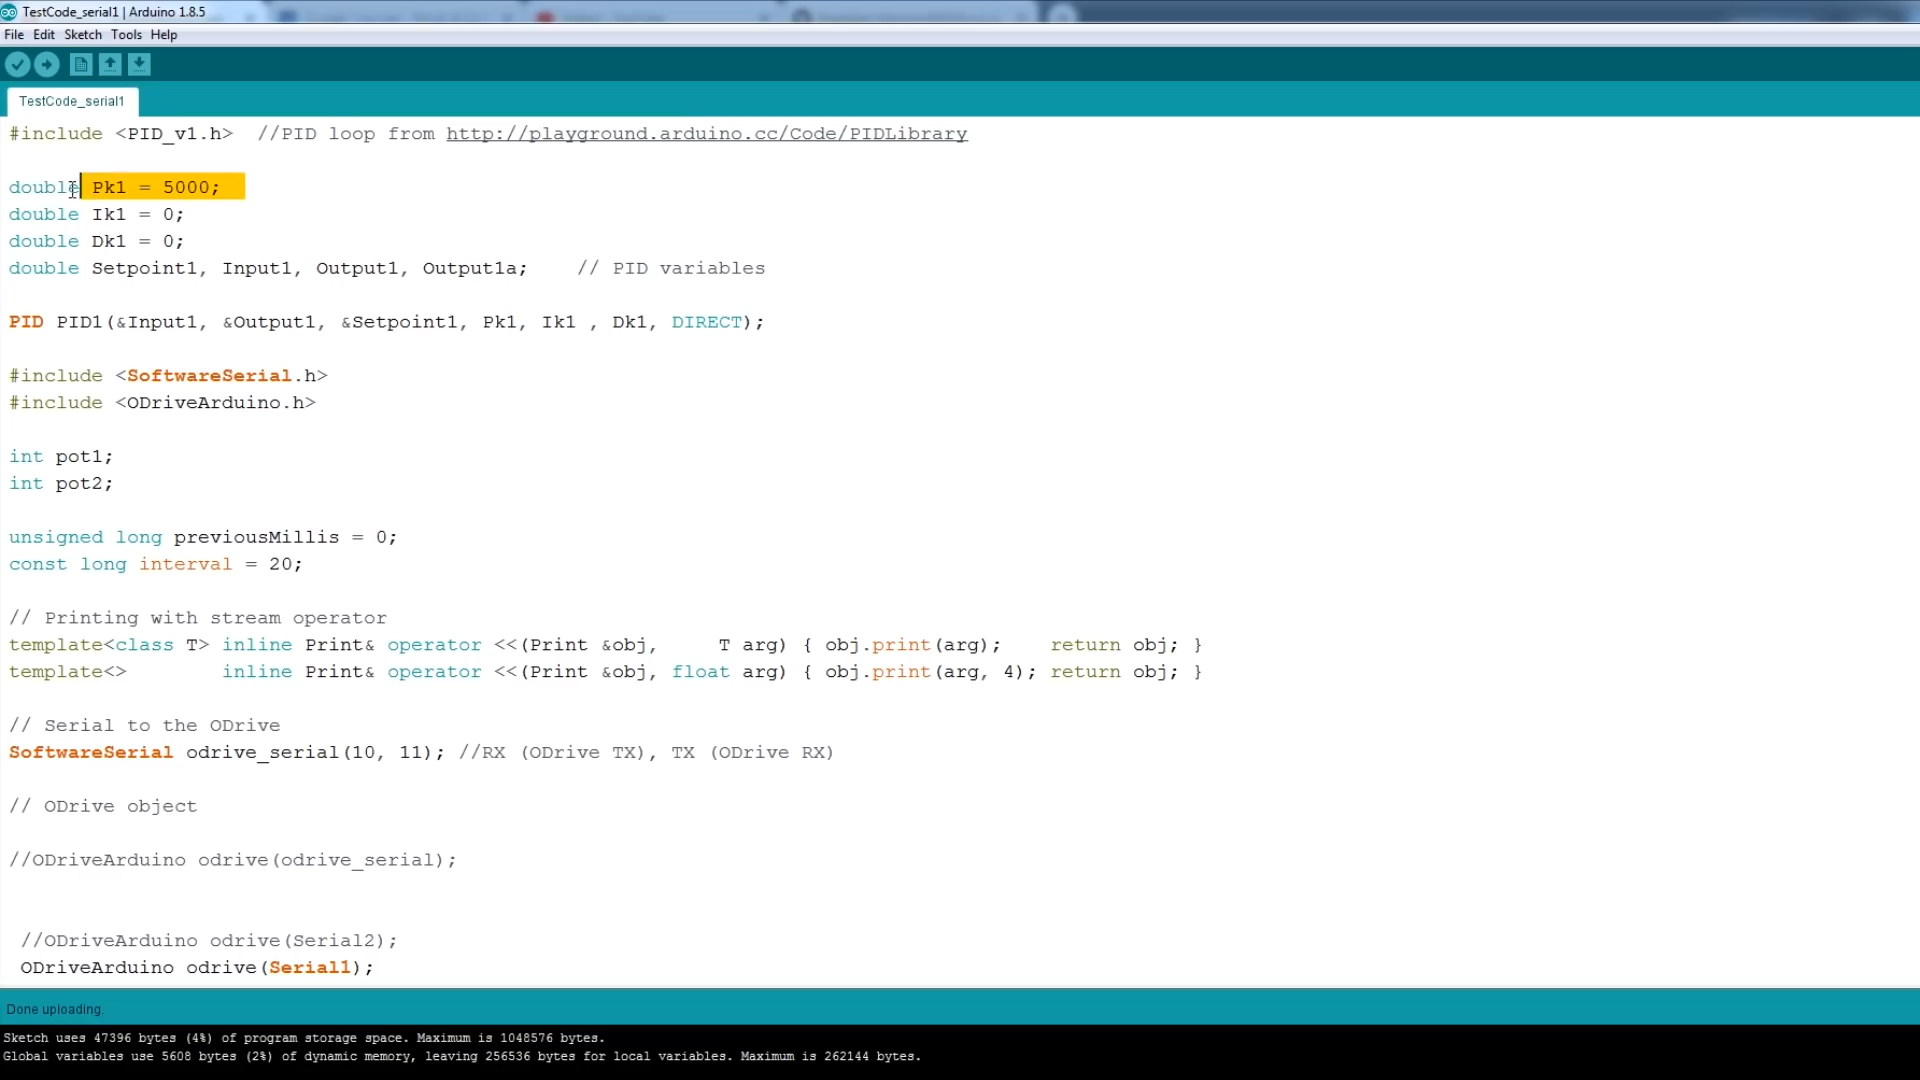 TestCode_serial1 | Arduino 1.8.5
File Edit Sketch Tools Help
TestCode_serial1
#include <PID_v1.h>  //PID loop from http://playground.arduino.cc/Code/PIDLibrary
double Pk1 = 5000;
double Ik1 = 0;
double Dk1 = 0;
double Setpoint1, Input1, Output1, Output1a;    // PID variables
PID PID1(&Input1, &Output1, &Setpoint1, Pk1, Ik1 , Dk1, DIRECT);
#include <SoftwareSerial.h>
#include <ODriveArduino.h>
int pot1;
int pot2;
unsigned long previousMillis = 0;
const long interval = 20;
// Printing with stream operator
template<class T> inline Print& operator <<(Print &obj,     T arg) { obj.print(arg);    return obj; }
template<>        inline Print& operator <<(Print &obj, float arg) { obj.print(arg, 4); return obj; }
// Serial to the ODrive
SoftwareSerial odrive_serial(10, 11); //RX (ODrive TX), TX (ODrive RX)
// ODrive object
//ODriveArduino odrive(odrive_serial);
//ODriveArduino odrive(Serial2);
ODriveArduino odrive(Serial1);
Done uploading.
Sketch uses 47396 bytes (4%) of program storage space. Maximum is 1048576 bytes.
Global variables use 5608 bytes (2%) of dynamic memory, leaving 256536 bytes for local variables. Maximum is 262144 bytes.